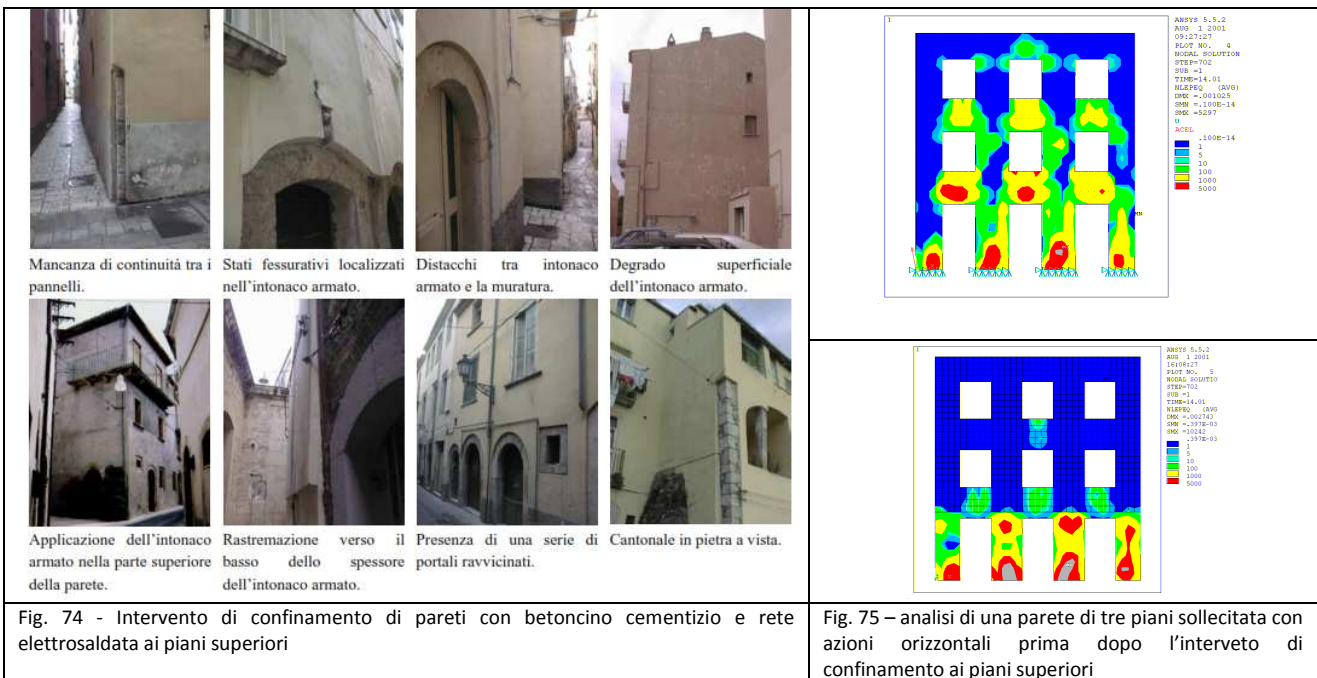 Mancanza di continuità tra i
pannelli.
Stati fessurativi localizzati
nell'intonaco armato.
Distacchi tra intonaco
armato e la muratura.
Degrado superficiale
dell'intonaco armato.
Applicazione dell'intonaco
armato nella parte superiore
della parete.
Rastremazione verso il
basso dello spessore
dell'intonaco armato.
Presenza di una serie di
portali ravvicinati.
Cantonale in pietra a vista.
Fig. 74 - Intervento di confinamento di pareti con betoncino cementizio e rete
elettrosaldata ai piani superiori
1
ANSYS 5.5.2
AUG 1 2001
09:27:27
PLOT NO. 4
NODAL SOLUTION
STEP=702
SUB =1
TIME=14.01
NLEPEQ (AVG)
DMX =.001025
SMN =.100E-14
SMX =5297
U
ACEL
.100E-14
1
5
10
100
1000
5000
MN
1
ANSYS 5.5.2
AUG 1 2001
16:08:27
PLOT NO. 5
NODAL SOLUTIO
STEP=702
SUB =1
TIME=14.01
NLEPEQ (AVG
DMX =.002743
SMN =.397E-03
SMX =10242
.397E-03
1
5
10
100
1000
5000
Fig. 75 – analisi di una parete di tre piani sollecitata con
azioni orizzontali prima dopo l'interveto di
confinamento ai piani superiori